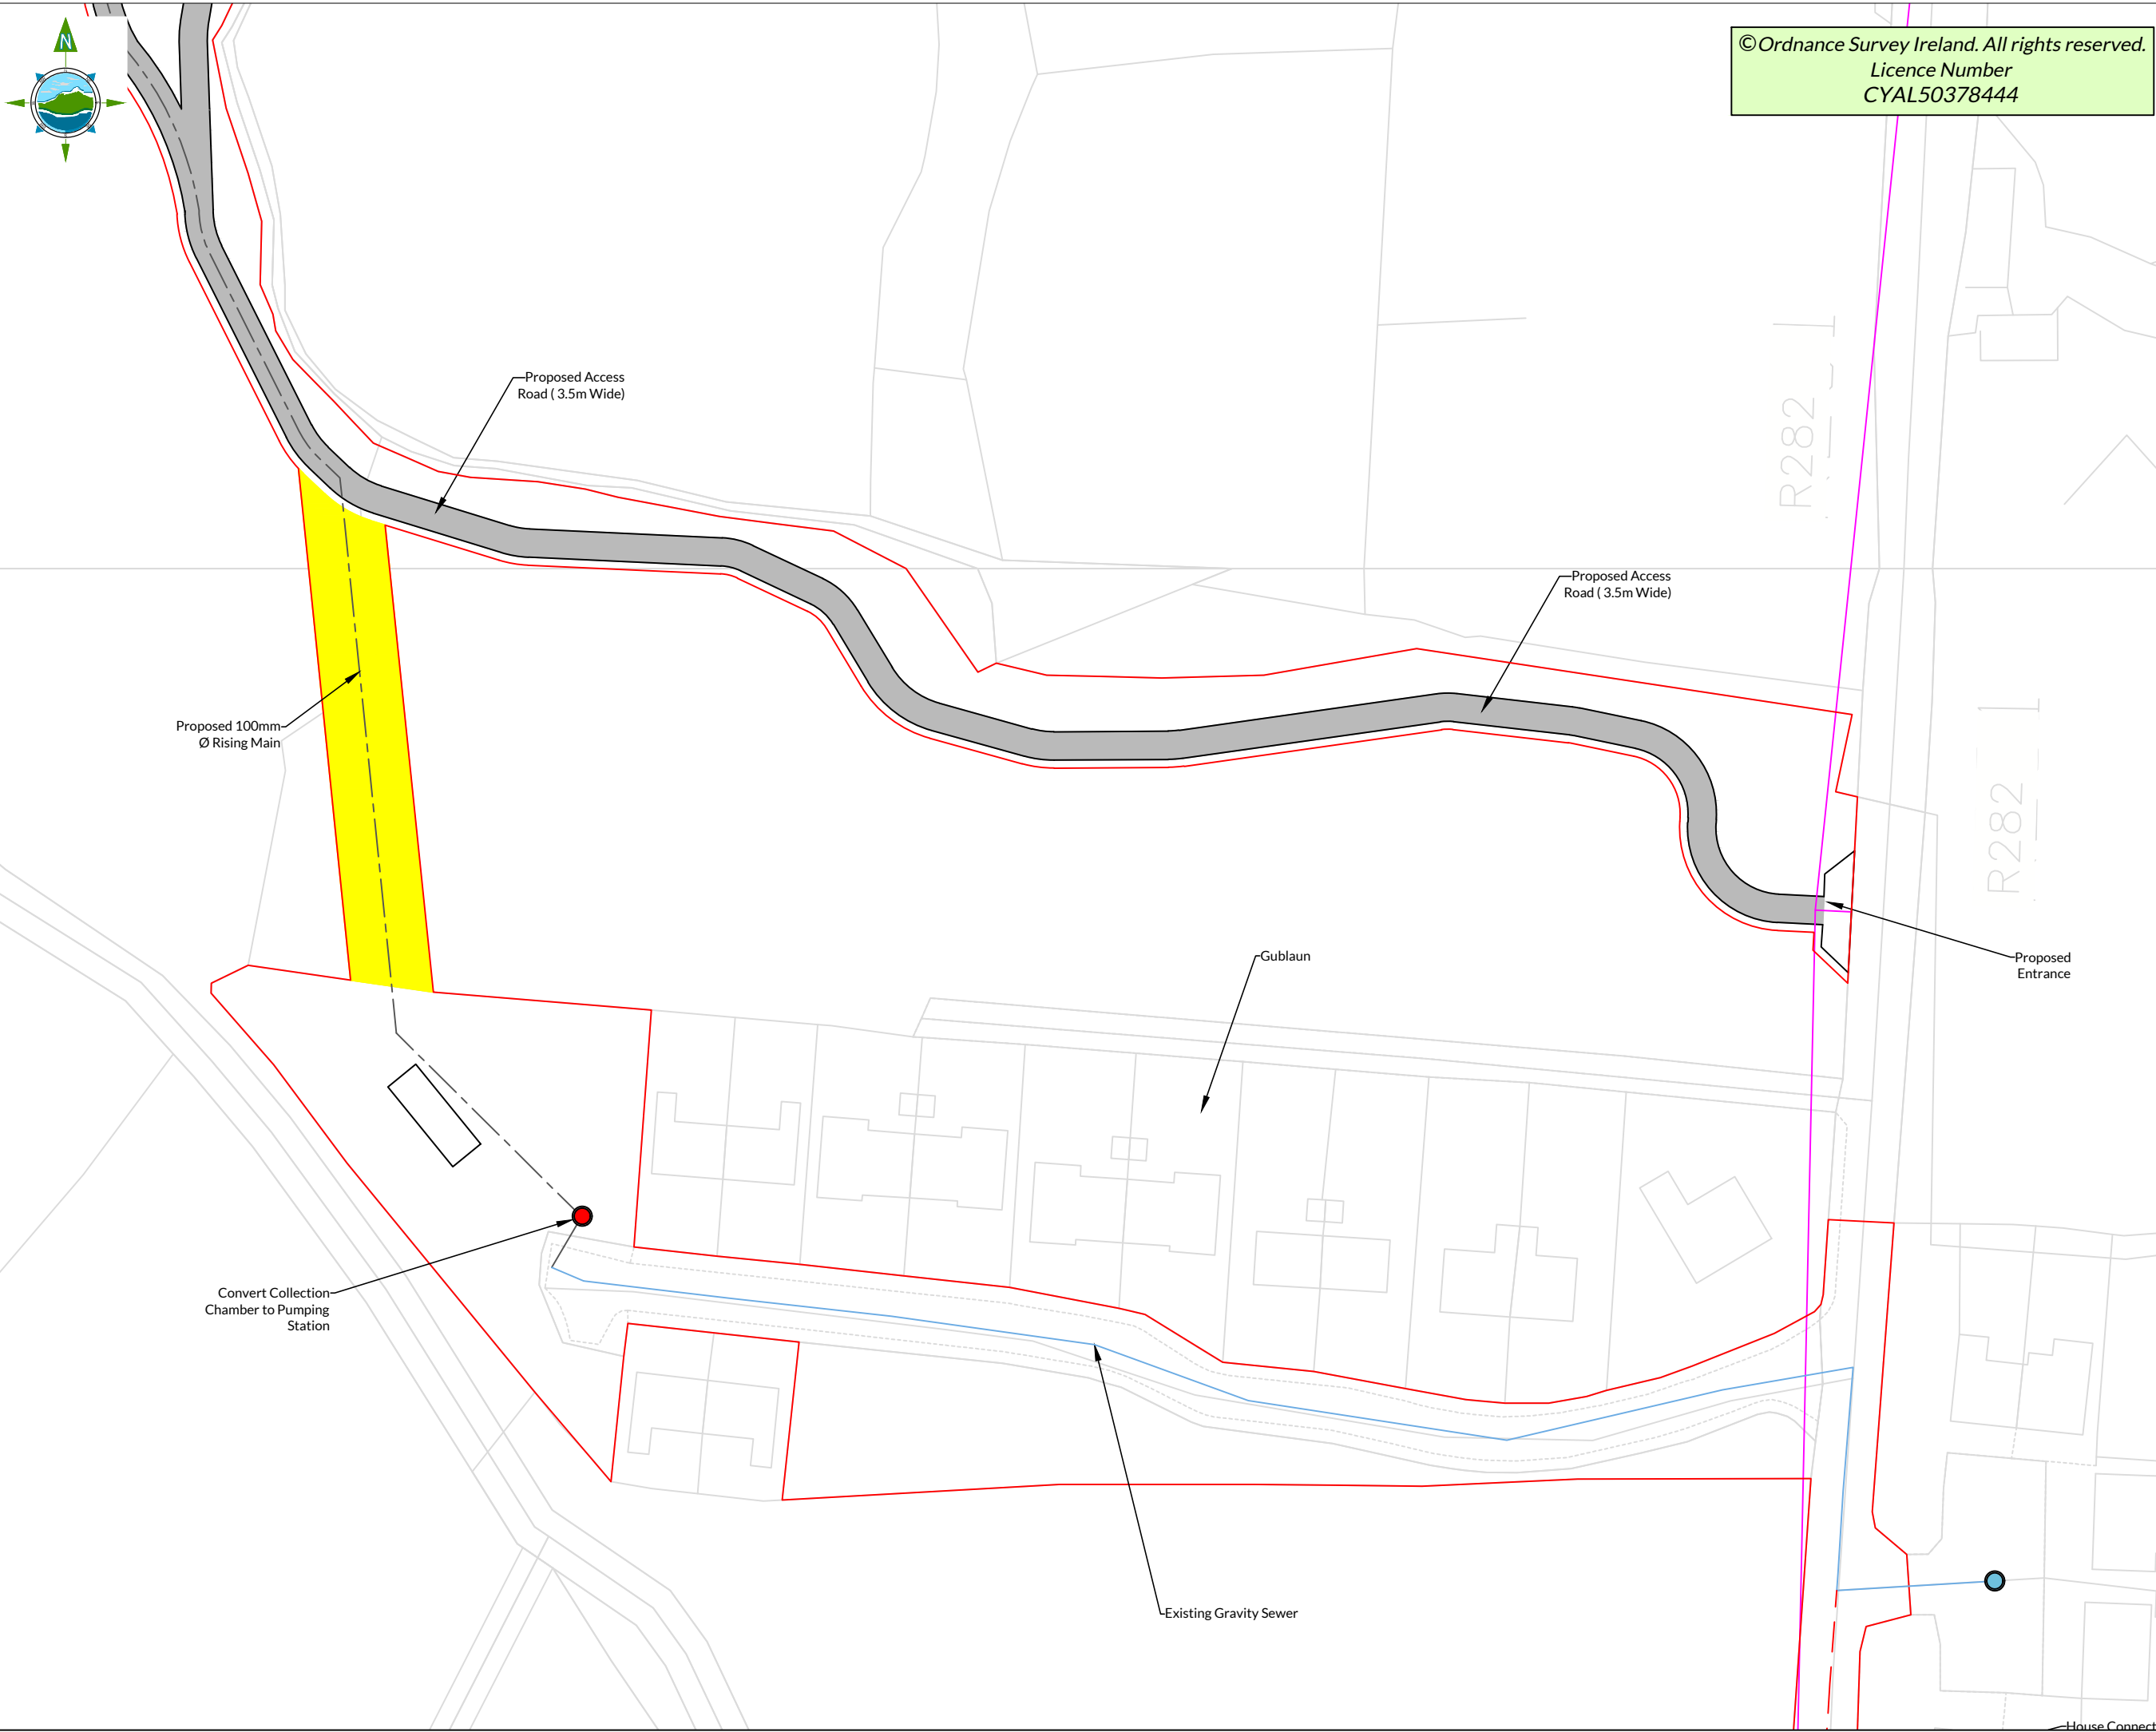 N
©Ordnance Survey Ireland. All rights reserved.
Licence Number
CYAL50378444
Proposed Access
Road ( 3.5m Wide)
R282
Proposed Access
Road ( 3.5m Wide)
Proposed 100mm
Ø Rising Main
R282
Gublaun
Proposed
Entrance
Convert Collection
Chamber to Pumping
Station
Existing Gravity Sewer
House